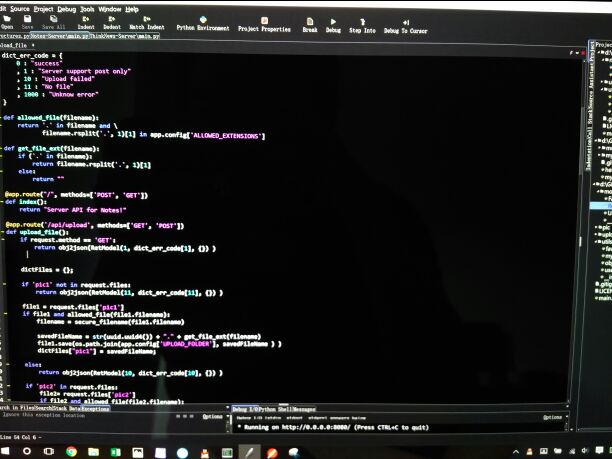 dit Source Project Debug Tools Window Help
Open Save Save All Indent Dedent Match Indent Python Environment Project Properties Break Debug Step Into Debug To Cursor
uctures.py Notes-Server\main.py ThinkNews-Server\main.py
pload_file
dict_err_code = {
0 : "success"
, 1 : "Server support post only"
, 10 : "Upload failed"
, 11 : "No file"
, 1000 : "Unknow error"
}
def allowed_file(filename):
return '.' in filename and \
filename.rsplit('.', 1)[1] in app.config['ALLOWED_EXTENSIONS']
def get_file_ext(filename):
if ('.' in filename):
return filename.rsplit('.', 1)[1]
else:
return ""
@app.route("/", methods=['POST', 'GET'])
def index():
return "Server API for Notes!"
@app.route('/api/upload', methods=['GET', 'POST'])
def upload_file():
if request.method == 'GET':
return obj2json(RetModel(1, dict_err_code[1], {}) )
dictFiles = {};
if 'pic1' not in request.files:
return obj2json(RetModel(11, dict_err_code[11], {}) )
file1 = request.files['pic1']
if file1 and allowed_file(file1.filename):
filename = secure_filename(file1.filename)
savedFileName = str(uuid.uuid4()) + "." + get_file_ext(filename)
file1.save(os.path.join(app.config['UPLOAD_FOLDER'], savedFileName ) )
dictFiles["pic1"] = savedFileName;
else:
return obj2json(RetModel(10, dict_err_code[10], {}) )
if 'pic2' in request.files:
file2= request.files['pic2']
if file2 and allowed_file(file2.filename):
arch in Files Search Stack Data Exceptions
Ignore this exception location
Options
Debug I/O Python Shell Messages
Options
* Running on http://0.0.0.0:8080/ (Press CTRL+C to quit)
Line 54 Col 6 -